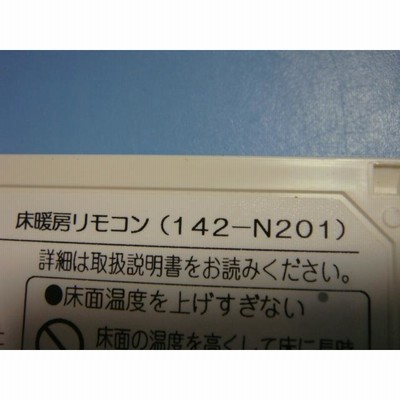 床暖房リモコン(142−N201)
詳細は取扱説明書をお読みください。
●床面温度を上げすぎない
床面の温度を高くして床に長時